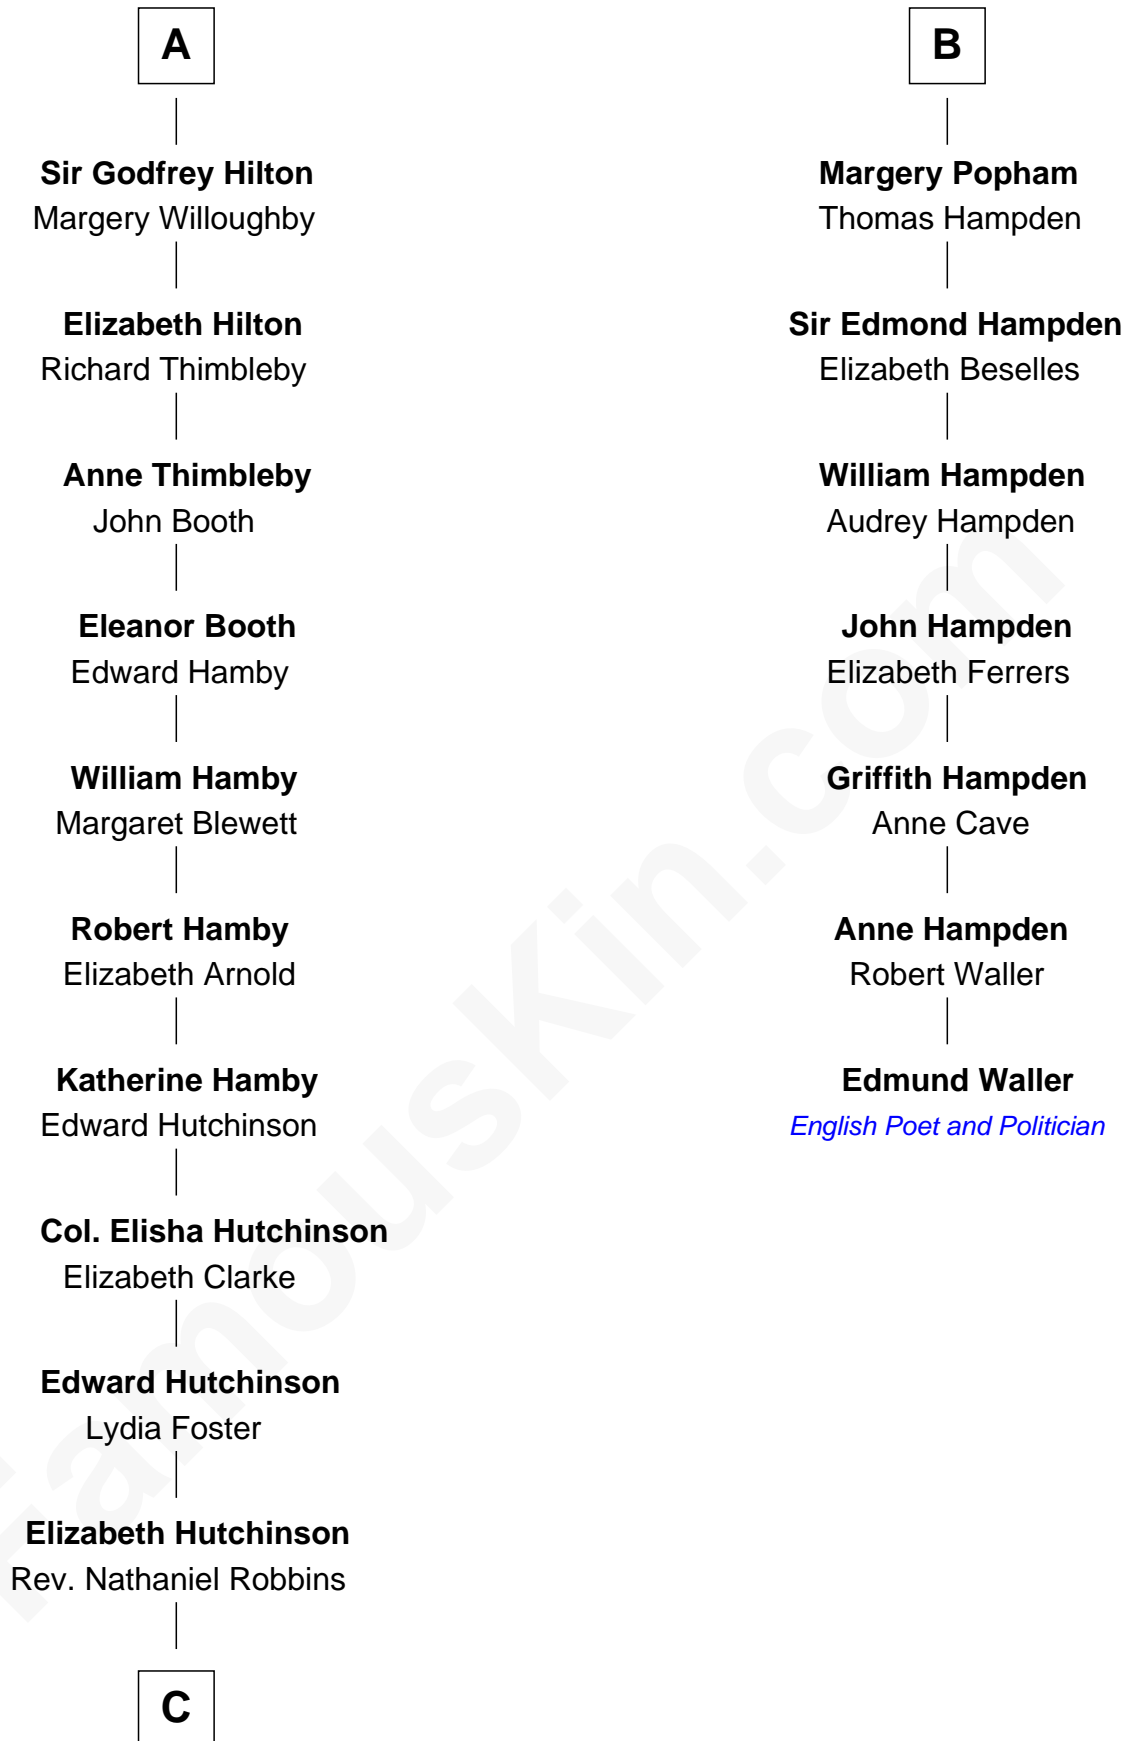 A
Sir Godfrey Hilton
Margery Willoughby
Elizabeth Hilton
Richard Thimbleby
Anne Thimbleby
John Booth
Eleanor Booth
Edward Hamby
William Hamby
Margaret Blewett
Robert Hamby
Elizabeth Arnold
Katherine Hamby
Edward Hutchinson
Col. Elisha Hutchinson
Elizabeth Clarke
Edward Hutchinson
Lydia Foster
Elizabeth Hutchinson
Rev. Nathaniel Robbins
C
B
Margery Popham
Thomas Hampden
Sir Edmond Hampden
Elizabeth Beselles
William Hampden
Audrey Hampden
John Hampden
Elizabeth Ferrers
Griffith Hampden
Anne Cave
Anne Hampden
Robert Waller
Edmund Waller
English Poet and Politician
FamousKin.com